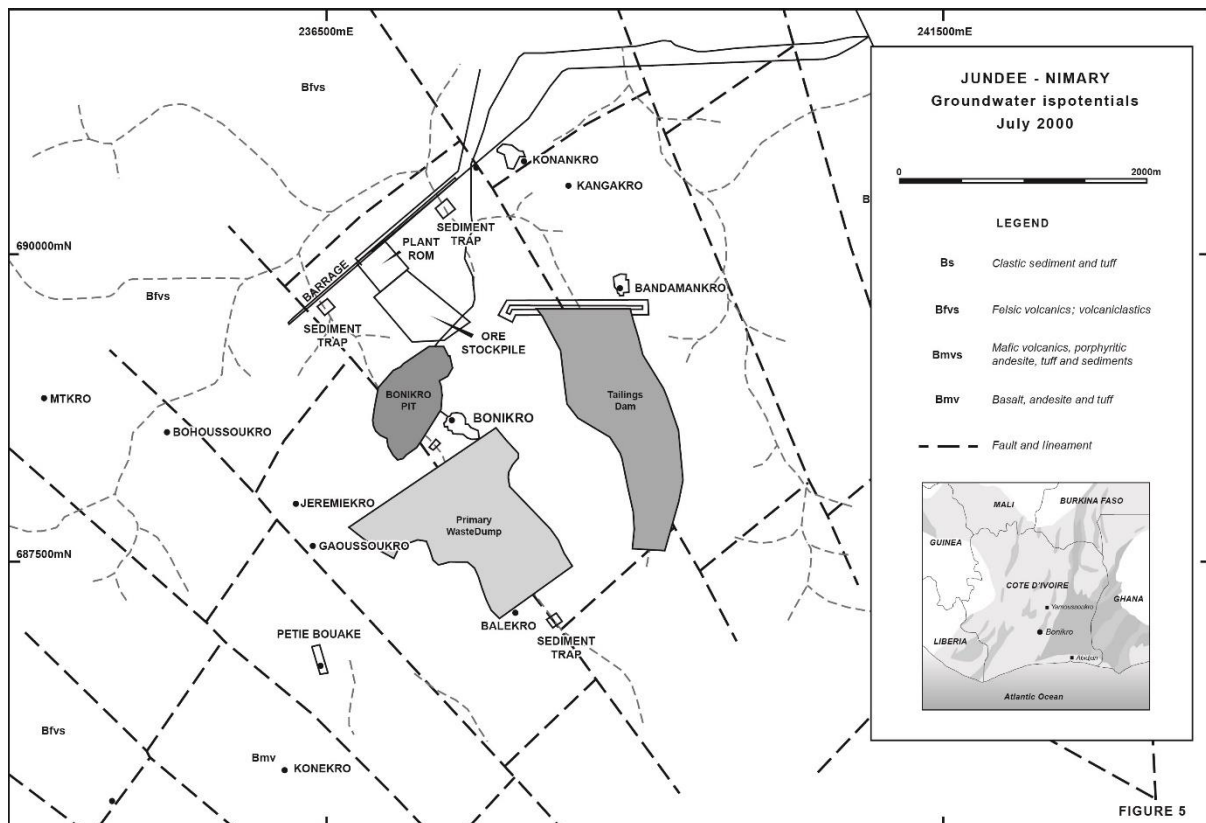 236500mE
241500mE
Bfvs
JUNDEE - NIMARY
Groundwater ispotentials
July 2000
0
2000m
KONANKRO
KANGAKRO
B
LEGEND
SEDIMENT
TRAP
PLANT
ROM
690000mN
BARRAGE
Bs
Clastic sediment and tuff
BANDAMANKRO
Bfvs
Bfvs
Felsic volcanics; volcaniclastics
SEDIMENT
TRAP
ORE
STOCKPILE
Bmvs
Mafic volcanics, porphyritic
andesite, tuff and sediments
MTKRO
BONIKRO
PIT
Tailings
Dam
Bmv
Basalt, andesite and tuff
BONIKRO
BOHOUSSOUKRO
Fault and lineament
JEREMIEKRO
MALI
BURKINA FASO
Primary
WasteDump
GAOUSSOUKRO
687500mN
GUINEA
COTE D'IVOIRE
GHANA
Yamoussoukro
Bonikro
LIBERIA
Abidjan
Atlantic Ocean
BALEKRO
SEDIMENT
TRAP
PETIE BOUAKE
Bfvs
Bmv
KONEKRO
FIGURE 5